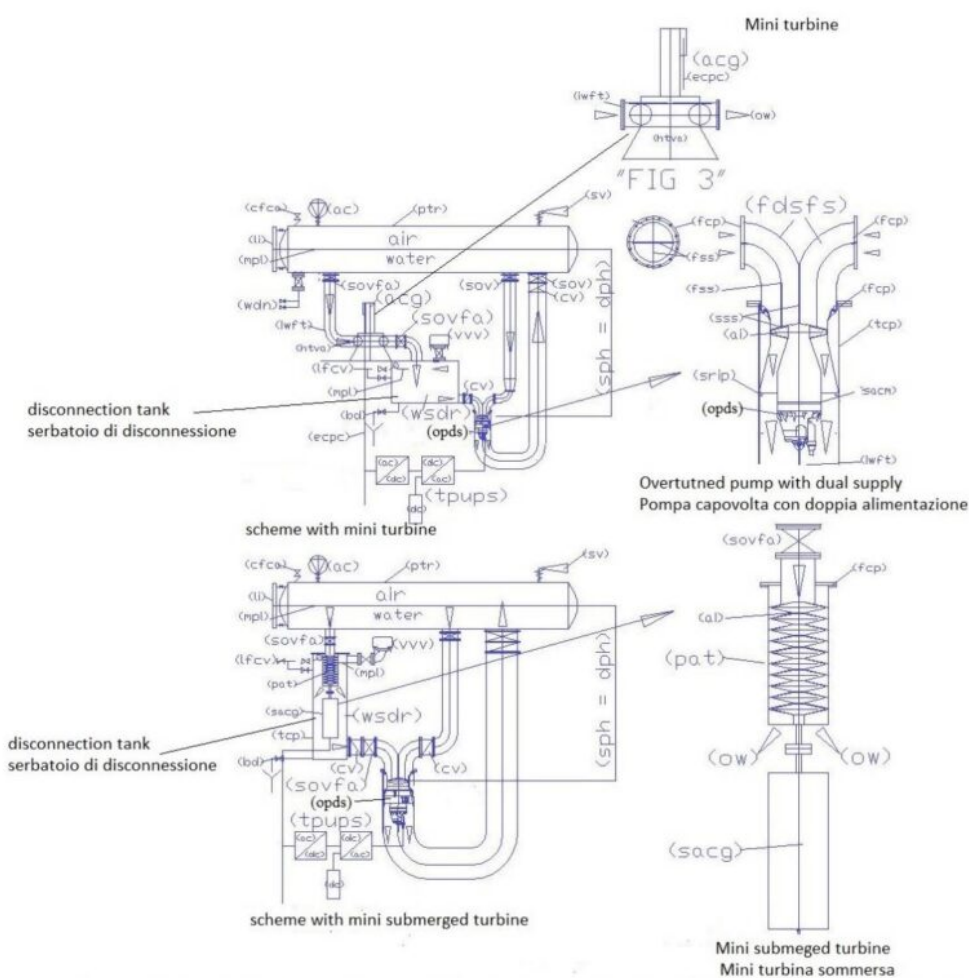 Mini turbine
(acg)
(ecpc)
(lwft)
(ow)
(htva)
"FIG 3"
(cfca)
(ac)
(ptr)
(sv)
(li)
(mpl)
air
water
(wdn)
(sovfa)
(acg)
(sov)
(sov)
(cv)
(lwft)
(sovfa)
(vvv)
(htva)
(lfcv)
(mpl)
(cv)
(wsdr)
(bd)
(opds)
(ecpc)
(sph = dph)
disconnection tank
serbatoio di disconnessione
(ac)
(dc)
(dc)
(ac)
(tpups)
(dc)
scheme with mini turbine
(fdsfs)
(fcp)
(fcp)
(fss)
(fss)
(fcp)
(sss)
(al)
(tcp)
(srip)
(sacm)
(opds)
(lwft)
Overtutned pump with dual supply
Pompa capovolta con doppia alimentazione
(cfca)
(ac)
(ptr)
(sv)
(li)
(mpl)
air
water
(sovfa)
(vvv)
(lfcv)
(mpl)
(pat)
(sacg)
(wsdr)
(tcp)
(bd)
(cv)
(cv)
(sovfa)
(opds)
(sph = dph)
disconnection tank
serbatoio di disconnessione
(tpups)
(ac)
(dc)
(dc)
(ac)
(dc)
scheme with mini submerged turbine
(sovfa)
(fcp)
(al)
(pat)
(ow)
(ow)
(sacg)
Mini submeged turbine
Mini turbina sommersa